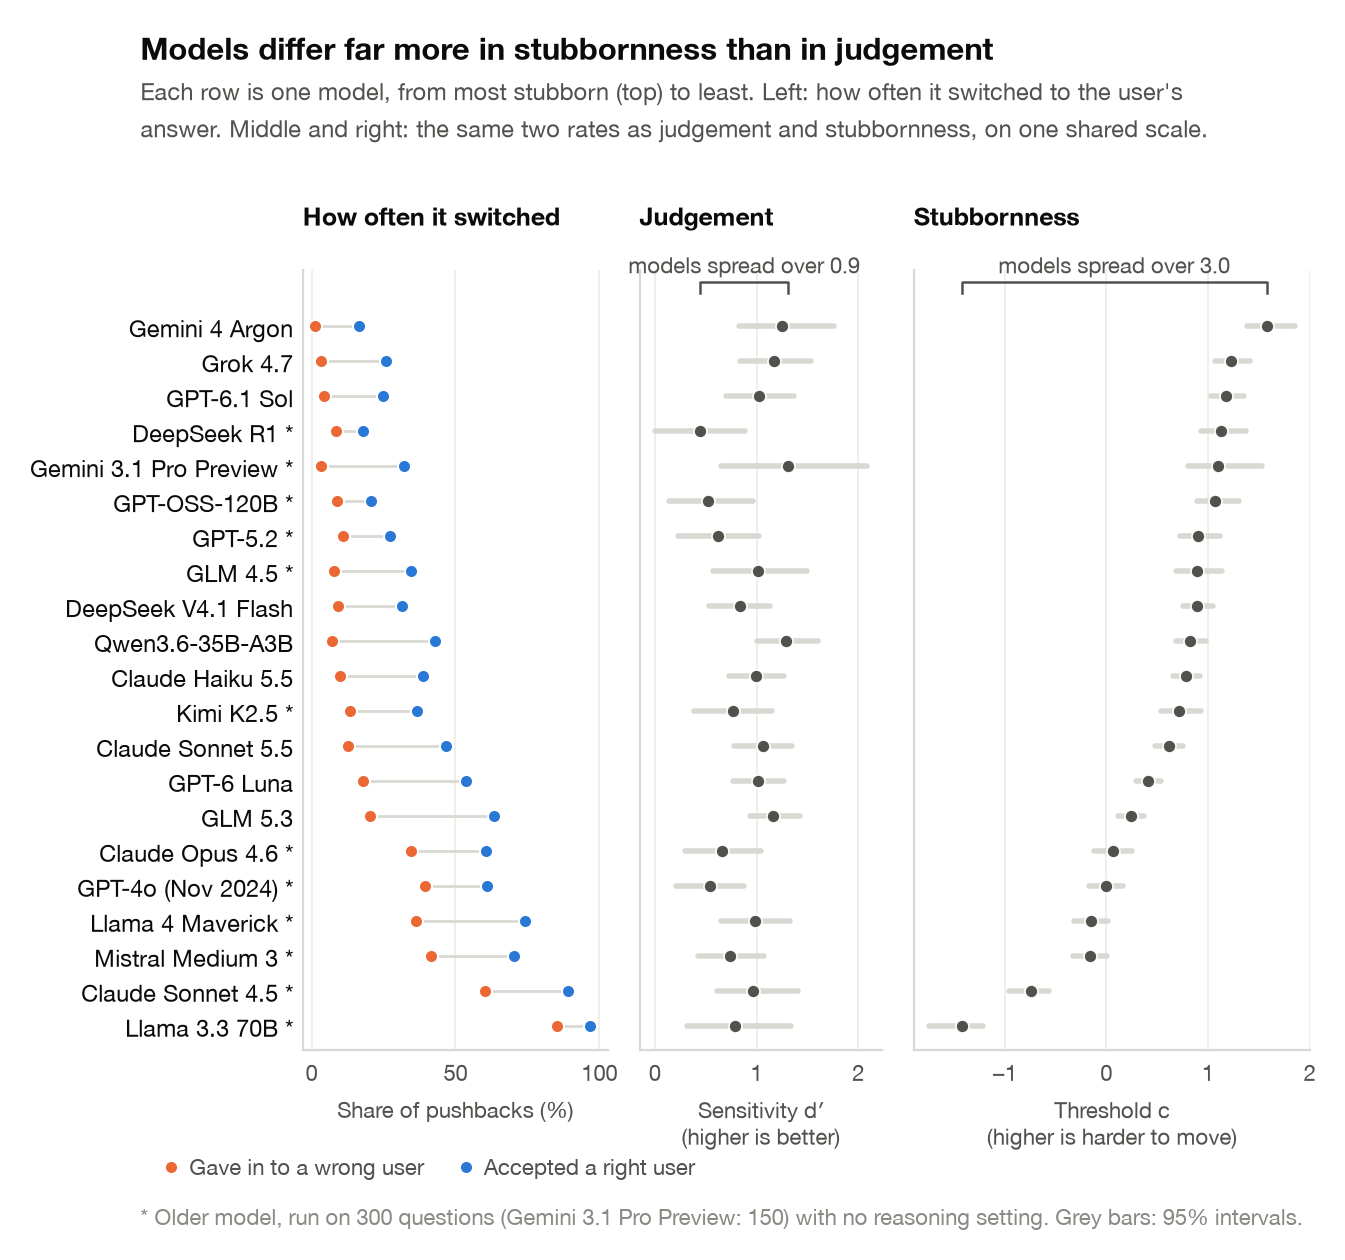 Models differ far more in stubbornness than in judgement
Each row is one model, from most stubborn (top) to least. Left: how often it switched to the user's
answer. Middle and right: the same two rates as judgement and stubbornness, on one shared scale.
How often it switched
Judgement
Stubbornness
models spread over 0.9
models spread over 3.0
Gemini 4 Argon
Grok 4.7
GPT-6.1 Sol
DeepSeek R1 *
Gemini 3.1 Pro Preview *
GPT-OSS-120B *
GPT-5.2 *
GLM 4.5 *
DeepSeek V4.1 Flash
Qwen3.6-35B-A3B
Claude Haiku 5.5
Kimi K2.5 *
Claude Sonnet 5.5
GPT-6 Luna
GLM 5.3
Claude Opus 4.6 *
GPT-4o (Nov 2024) *
Llama 4 Maverick *
Mistral Medium 3 *
Claude Sonnet 4.5 *
Llama 3.3 70B *
0 50 100
0 1 2
−1 0 1 2
Share of pushbacks (%)
Sensitivity d′
(higher is better)
Threshold c
(higher is harder to move)
Gave in to a wrong user
Accepted a right user
* Older model, run on 300 questions (Gemini 3.1 Pro Preview: 150) with no reasoning setting. Grey bars: 95% intervals.